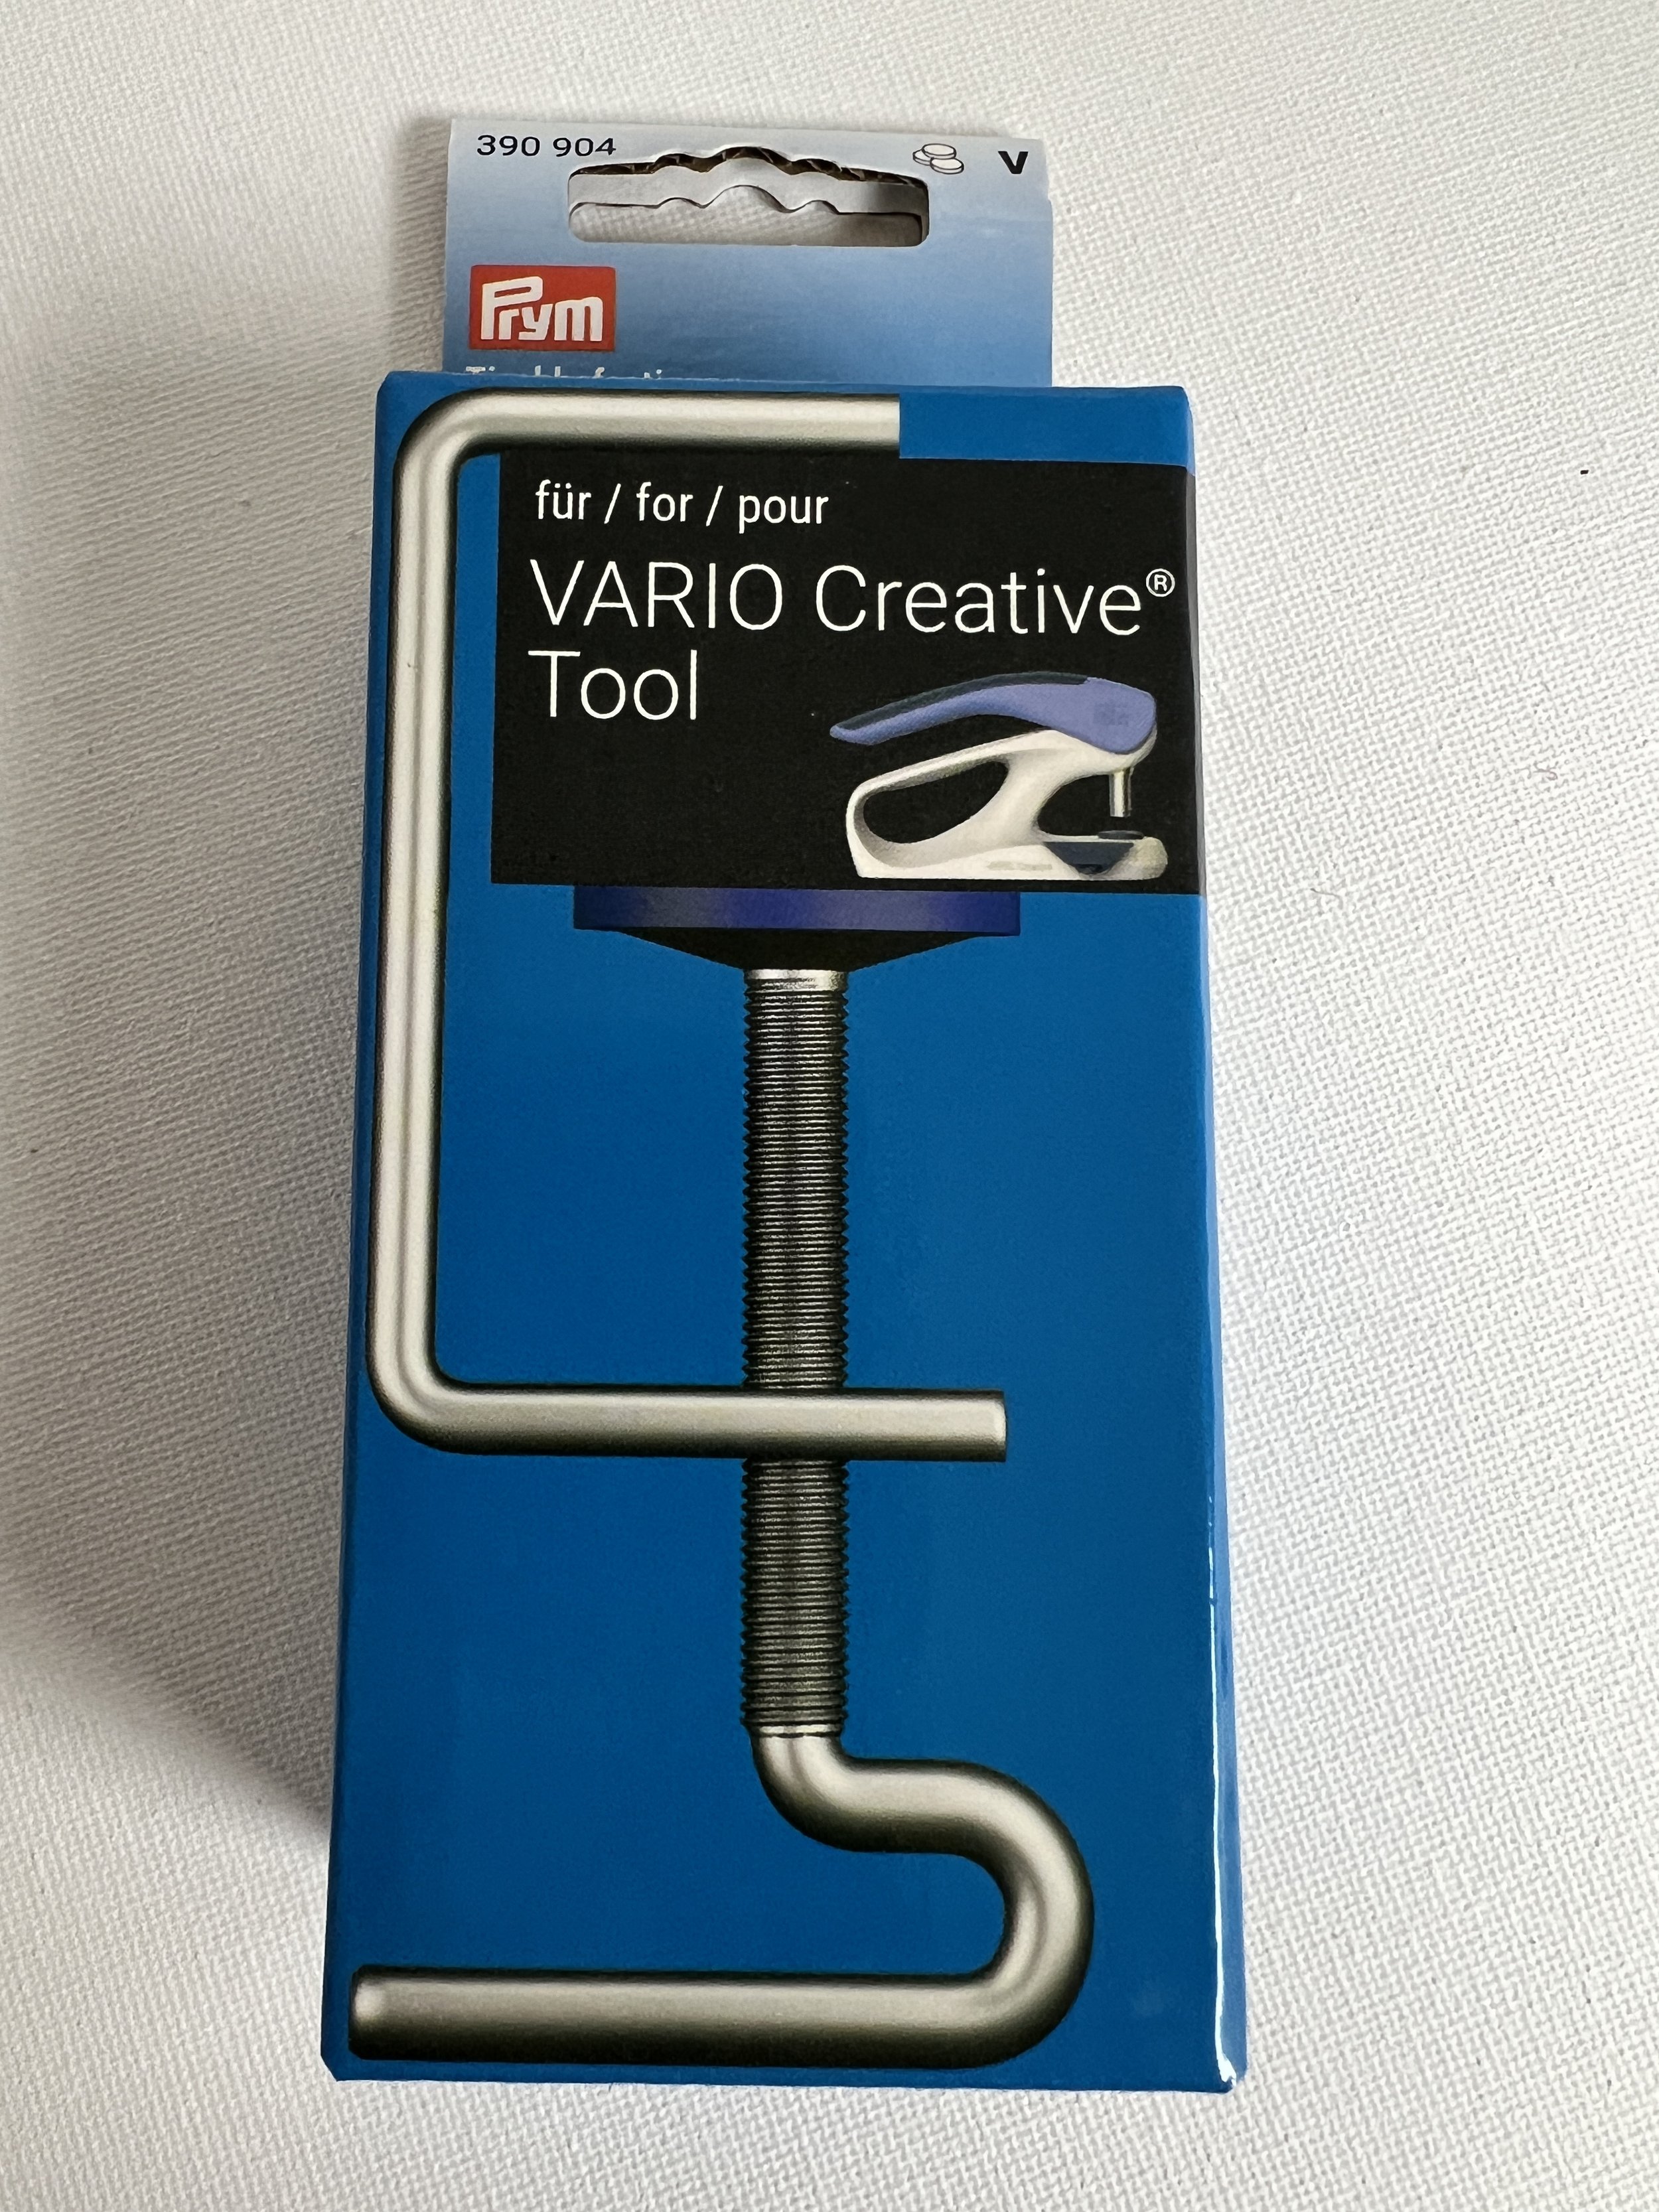 390 904
V
Prym
für / for / pour
VARIO Creative®
Tool